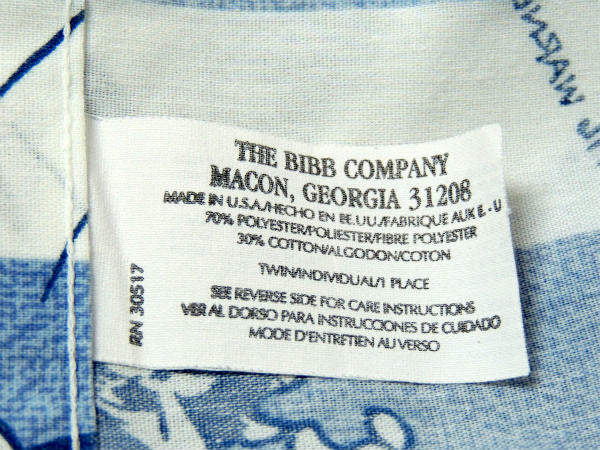 THE BIBB COMPANY
MACON, GEORGIA 31208
MADE IN U.S.A./HECHO EN EE.UU./FABRIQUE AUX E.-U
70% POLYESTER/POLIESTER/FIBRE POLYESTER
30% COTTON/ALGODON/COTON
TWIN/INDIVIDUAL/1 PLACE
SEE REVERSE SIDE FOR CARE INSTRUCTIONS
VER AL DORSO PARA INSTRUCCIONES DE CUIDADO
MODE D'ENTRETIEN AU VERSO
RN 30517